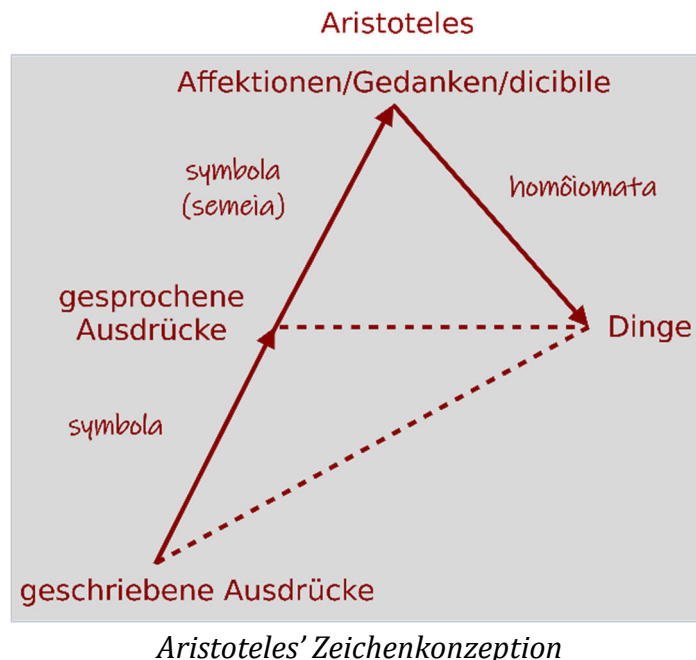 Aristoteles
Affektionen/Gedanken/dicibile
symbola
(semeia)
homôiomata
gesprochene
Ausdrücke
Dinge
symbola
geschriebene Ausdrücke
Aristoteles’ Zeichenkonzeption